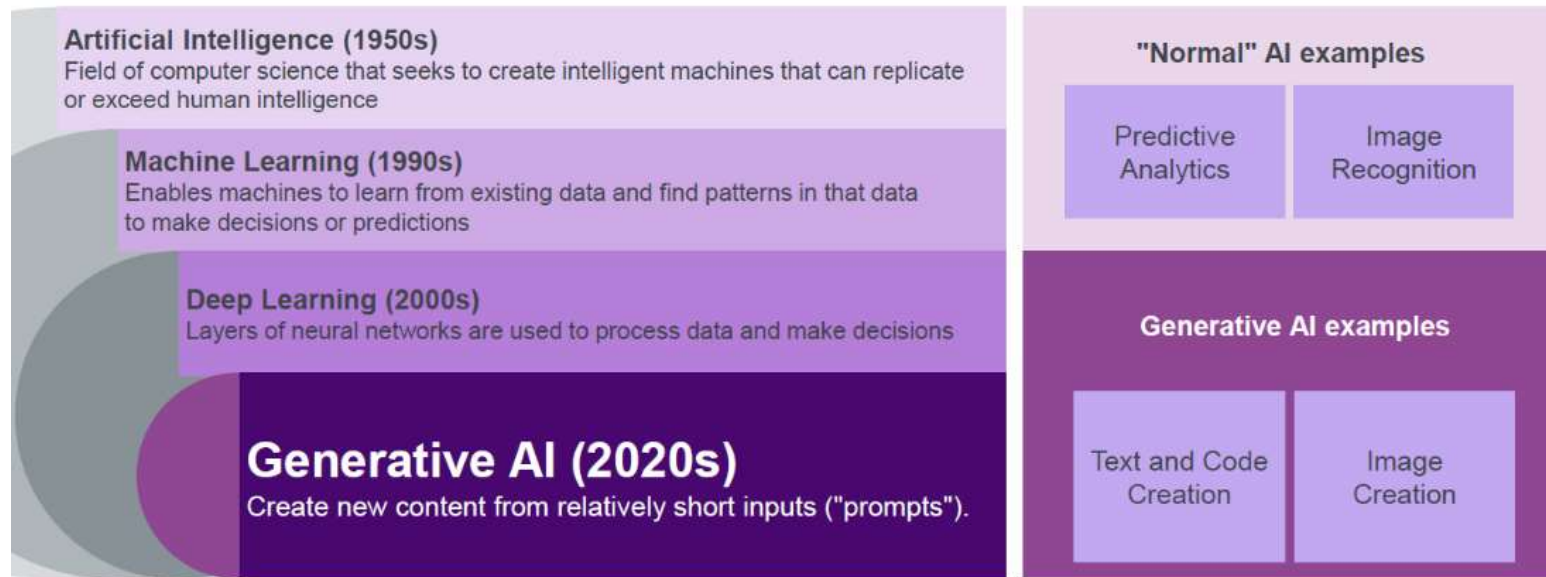 Artificial Intelligence (1950s)
Field of computer science that seeks to create intelligent machines that can replicate
or exceed human intelligence
Machine Learning (1990s)
Enables machines to learn from existing data and find patterns in that data
to make decisions or predictions
Deep Learning (2000s)
Layers of neural networks are used to process data and make decisions
Generative AI (2020s)
Create new content from relatively short inputs ("prompts").
"Normal" AI examples
Predictive
Analytics
Image
Recognition
Generative AI examples
Text and Code
Creation
Image
Creation